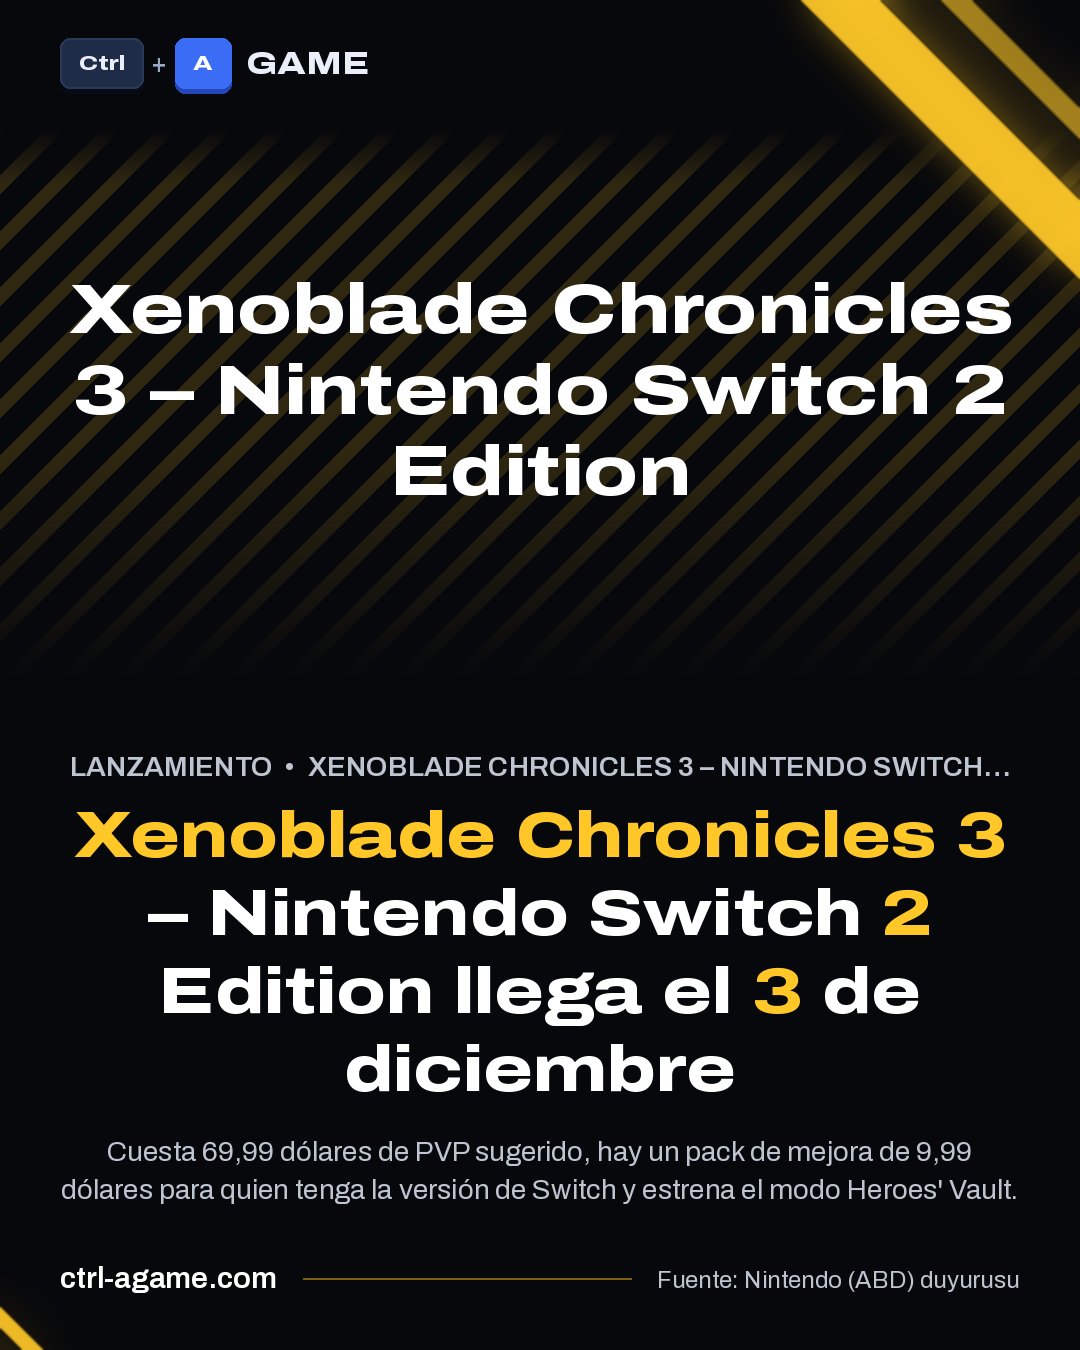 Ctrl + A GAME
Xenoblade Chronicles
3 – Nintendo Switch 2
Edition
LANZAMIENTO • XENOBLADE CHRONICLES 3 – NINTENDO SWITCH...
Xenoblade Chronicles 3
– Nintendo Switch 2
Edition llega el 3 de
diciembre
Cuesta 69,99 dólares de PVP sugerido, hay un pack de mejora de 9,99
dólares para quien tenga la versión de Switch y estrena el modo Heroes' Vault.
ctrl-agame.com
Fuente: Nintendo (ABD) duyurusu